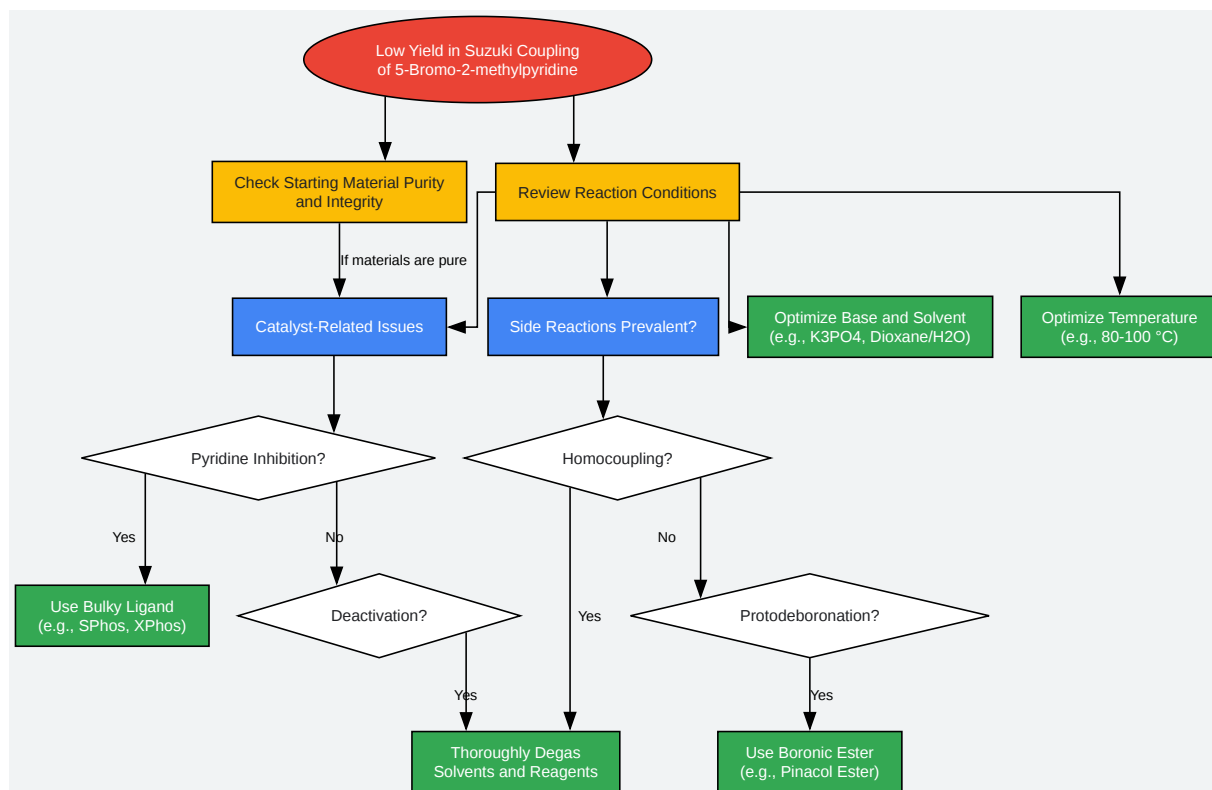 Low Yield in Suzuki Coupling
of 5-Bromo-2-methylpyridine
Check Starting Material Purity
and Integrity
Review Reaction Conditions
If materials are pure
Catalyst-Related Issues
Side Reactions Prevalent?
Optimize Base and Solvent
(e.g., K3PO4, Dioxane/H2O)
Optimize Temperature
(e.g., 80-100 °C)
Pyridine Inhibition?
Homocoupling?
Yes
No
No
Use Bulky Ligand
(e.g., SPhos, XPhos)
Deactivation?
Yes
Protodeboronation?
Yes
Yes
Thoroughly Degas
Solvents and Reagents
Use Boronic Ester
(e.g., Pinacol Ester)